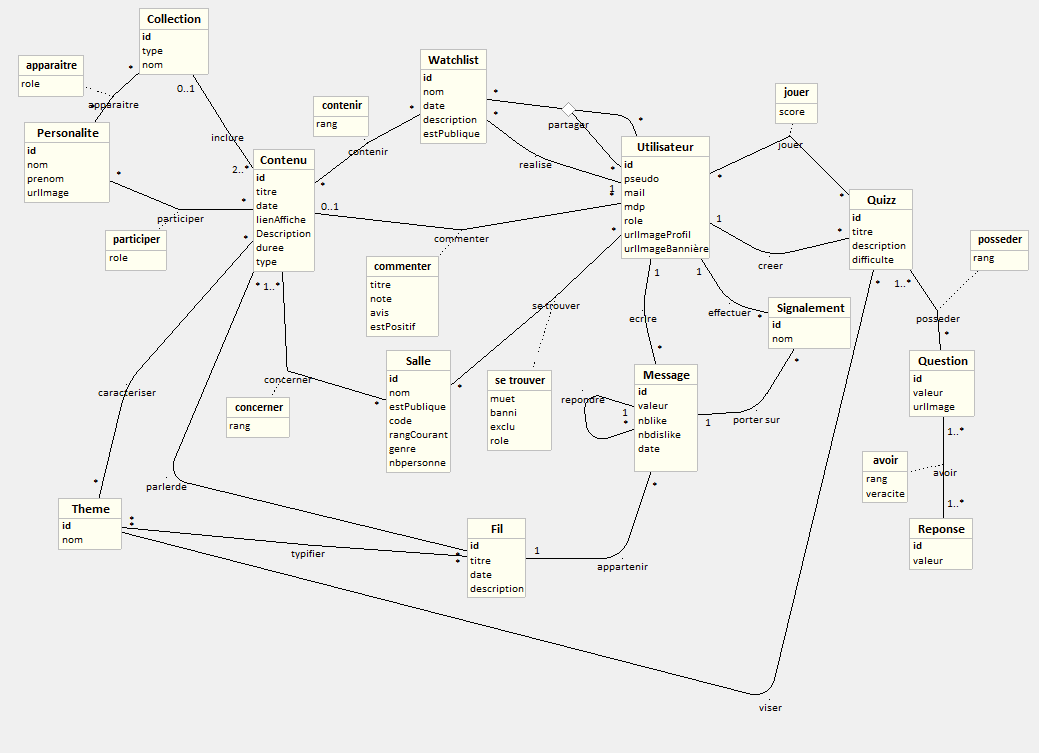 Collection
id
type
nom
apparaitre
role
*
0..1
*
apparaitre
Personalite
id
nom
prenom
urlImage
inclure
2..*
*
participer
participer
role
*
*
Contenu
id
titre
date
lienAffiche
Description
duree
type
*
0..1
*
1..*
contenir
rang
contenir
*
Watchlist
id
nom
date
description
estPublique
*
*
partager
realise
*
*
1
*
*
Utilisateur
id
pseudo
mail
mdp
role
urlImageProfil
urlImageBannière
*
1
1
1
jouer
score
jouer
*
*
Quizz
id
titre
description
difficulte
*
1..*
creer
posseder
rang
posseder
*
commenter
commenter
titre
note
avis
estPositif
se trouver
ecrire
effectuer
*
Signalement
id
nom
*
*
Salle
id
nom
estPublique
code
rangCourant
genre
nbpersonne
*
*
concerner
concerner
rang
se trouver
muet
banni
exclu
role
Message
id
valeur
nblike
nbdislike
date
repondre
1
*
1
porter sur
*
Question
id
valeur
urlImage
1..*
avoir
rang
veracite
avoir
1..*
Reponse
id
valeur
caracteriser
*
parlerde
Theme
id
nom
*
*
typifier
*
*
Fil
id
titre
date
description
1
appartenir
viser